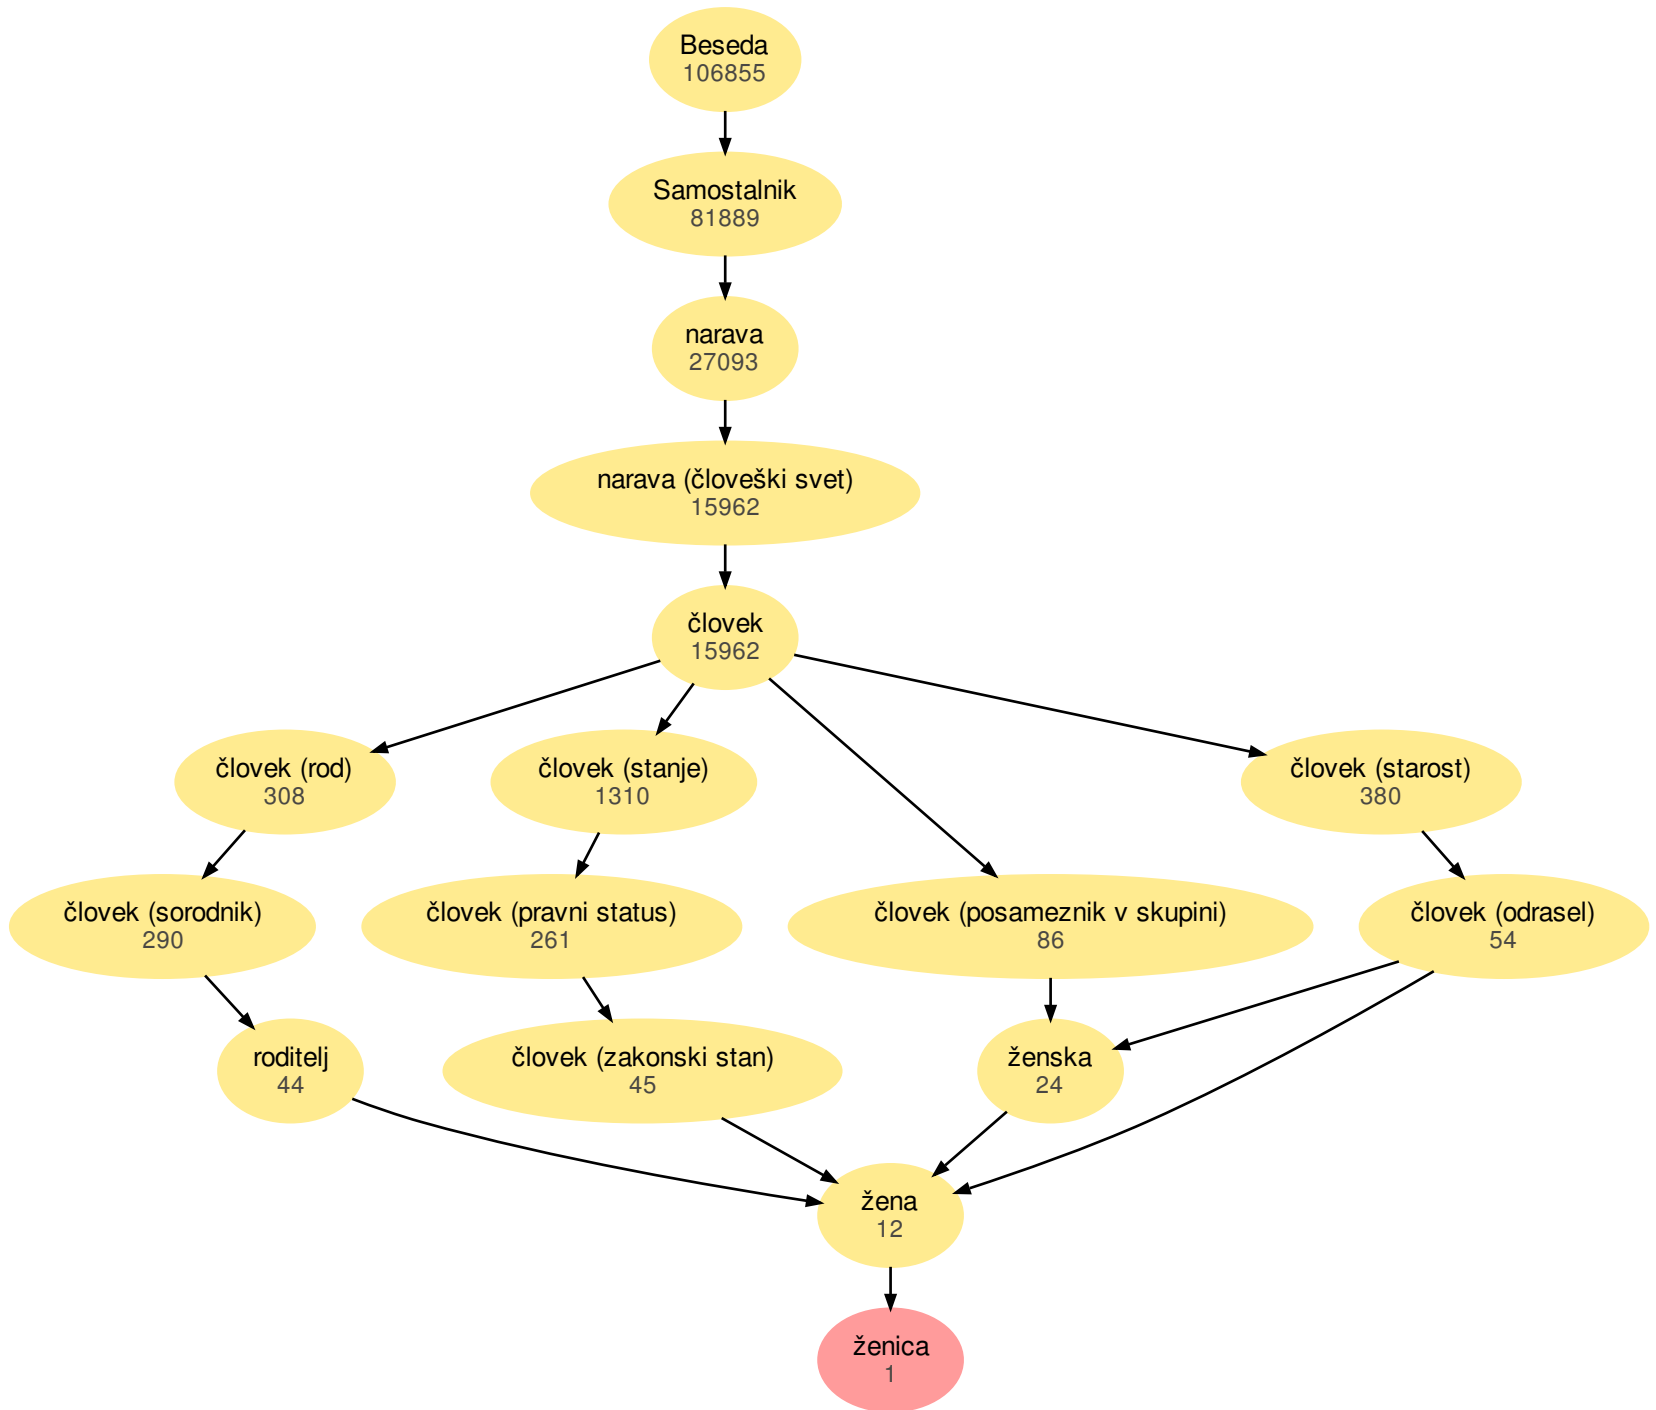 Beseda
106855
Samostalnik
81889
narava
27093
narava (človeški svet)
15962
človek
15962
človek (rod)
308
človek (stanje)
1310
človek (starost)
380
človek (sorodnik)
290
človek (pravni status)
261
človek (posameznik v skupini)
86
človek (odrasel)
54
roditelj
44
človek (zakonski stan)
45
ženska
24
žena
12
ženica
1